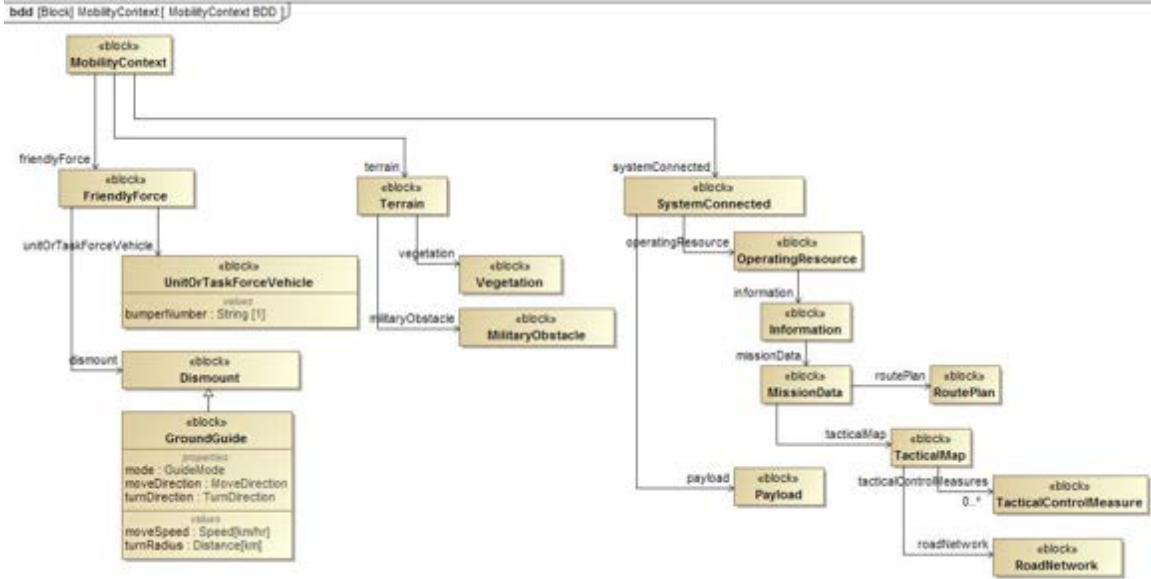 bdd [Block] MobilityContext [ MobilityContext BDD ]
«block»
MobilityContext
friendlyForce
terrain
systemConnected
«block»
FriendlyForce
«block»
Terrain
«block»
SystemConnected
unitOrTaskForceVehicle
vegetation
operatingResource
«block»
OperatingResource
«block»
UnitOrTaskForceVehicle
values
bumperNumber : String [1]
«block»
Vegetation
information
militaryObstacle
«block»
MilitaryObstacle
«block»
Information
missionData
dismount
«block»
Dismount
«block»
MissionData
routePlan
«block»
RoutePlan
«block»
GroundGuide
properties
mode : GuideMode
moveDirection : MoveDirection
turnDirection : TurnDirection
values
moveSpeed : Speed[km/hr]
turnRadius : Distance[km]
tacticalMap
«block»
TacticalMap
payload
«block»
Payload
tacticalControlMeasures
0..*
«block»
TacticalControlMeasure
roadNetwork
«block»
RoadNetwork